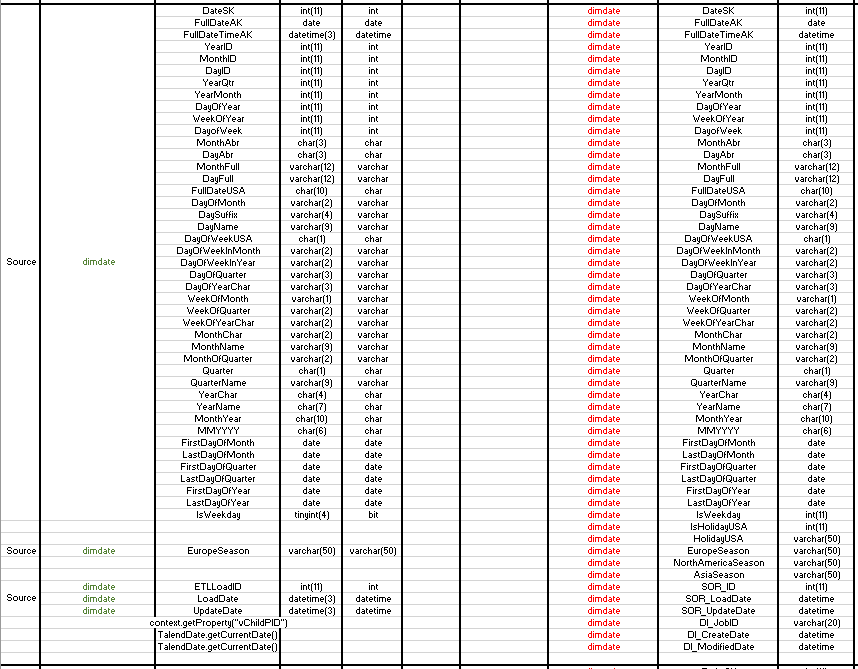 DateSK int(11) int dimdate DateSK int(11)
FullDateAK date date dimdate FullDateAK date
FullDateTimeAK datetime(3) datetime dimdate FullDateTimeAK datetime
YearID int(11) int dimdate YearID int(11)
MonthID int(11) int dimdate MonthID int(11)
DayID int(11) int dimdate DayID int(11)
YearQtr int(11) int dimdate YearQtr int(11)
YearMonth int(11) int dimdate YearMonth int(11)
DayOfYear int(11) int dimdate DayOfYear int(11)
WeekOfYear int(11) int dimdate WeekOfYear int(11)
DayofWeek int(11) int dimdate DayofWeek int(11)
MonthAbr char(3) char dimdate MonthAbr char(3)
DayAbr char(3) char dimdate DayAbr char(3)
MonthFull varchar(12) varchar dimdate MonthFull varchar(12)
DayFull varchar(12) varchar dimdate DayFull varchar(12)
FullDateUSA char(10) char dimdate FullDateUSA char(10)
DayOfMonth varchar(2) varchar dimdate DayOfMonth varchar(2)
DaySuffix varchar(4) varchar dimdate DaySuffix varchar(4)
DayName varchar(9) varchar dimdate DayName varchar(9)
DayOfWeekUSA char(1) char dimdate DayOfWeekUSA char(1)
DayOfWeekInMonth varchar(2) varchar dimdate DayOfWeekInMonth varchar(2)
Source dimdate DayOfWeekInYear varchar(2) varchar dimdate DayOfWeekInYear varchar(2)
DayOfQuarter varchar(3) varchar dimdate DayOfQuarter varchar(3)
DayOfYearChar varchar(3) varchar dimdate DayOfYearChar varchar(3)
WeekOfMonth varchar(1) varchar dimdate WeekOfMonth varchar(1)
WeekOfQuarter varchar(2) varchar dimdate WeekOfQuarter varchar(2)
WeekOfYearChar varchar(2) varchar dimdate WeekOfYearChar varchar(2)
MonthChar varchar(2) varchar dimdate MonthChar varchar(2)
MonthName varchar(9) varchar dimdate MonthName varchar(9)
MonthOfQuarter varchar(2) varchar dimdate MonthOfQuarter varchar(2)
Quarter char(1) char dimdate Quarter char(1)
QuarterName varchar(9) varchar dimdate QuarterName varchar(9)
YearChar char(4) char dimdate YearChar char(4)
YearName char(7) char dimdate YearName char(7)
MonthYear char(10) char dimdate MonthYear char(10)
MMYYYY char(6) char dimdate MMYYYY char(6)
FirstDayOfMonth date date dimdate FirstDayOfMonth date
LastDayOfMonth date date dimdate LastDayOfMonth date
FirstDayOfQuarter date date dimdate FirstDayOfQuarter date
LastDayOfQuarter date date dimdate LastDayOfQuarter date
FirstDayOfYear date date dimdate FirstDayOfYear date
LastDayOfYear date date dimdate LastDayOfYear date
IsWeekday tinyint(4) bit dimdate IsWeekday int(11)
dimdate IsHolidayUSA int(11)
dimdate HolidayUSA varchar(50)
Source dimdate EuropeSeason varchar(50) varchar(50) dimdate EuropeSeason varchar(50)
dimdate NorthAmericaSeason varchar(50)
dimdate AsiaSeason varchar(50)
dimdate ETLLoadID int(11) int dimdate SOR_ID int(11)
Source dimdate LoadDate datetime(3) datetime dimdate SOR_LoadDate datetime
dimdate UpdateDate datetime(3) datetime dimdate SOR_UpdateDate datetime
context.getProperty("vChildPID") dimdate DI_JobID varchar(20)
TalendDate.getCurrentDate() dimdate DI_CreateDate datetime
TalendDate.getCurrentDate() dimdate DI_ModifiedDate datetime